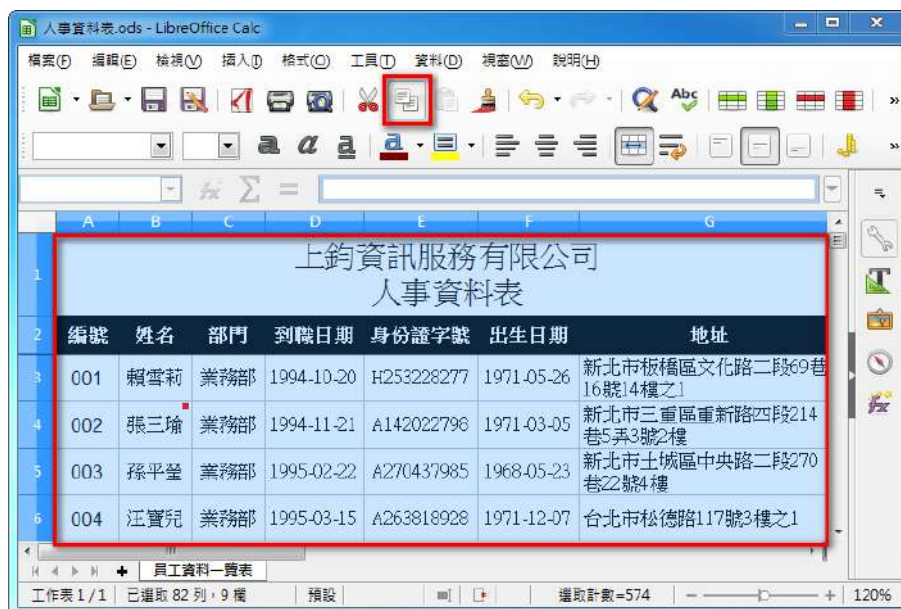 人事資料表.ods - LibreOffice Calc
檔案(F) 編輯(E) 檢視(V) 插入(I) 格式(O) 工具(T) 資料(D) 視窗(W) 說明(H)
Abc
a a a a
fx Σ =
A B C D E F G
1 上鈞資訊服務有限公司
人事資料表
2 編號 姓名 部門 到職日期 身份證字號 出生日期 地址
3 001 賴雪莉 業務部 1994-10-20 H253228277 1971-05-26 新北市板橋區文化路二段69巷
16號14樓之1
4 002 張三瑜 業務部 1994-11-21 A142022798 1971-03-05 新北市三重區重新路四段214
巷5弄3號2樓
5 003 孫平瑩 業務部 1995-02-22 A270437985 1968-05-23 新北市土城區中央路二段270
巷22號4樓
6 004 汪寶兒 業務部 1995-03-15 A263818928 1971-12-07 台北市松德路117號3樓之1
員工資料一覽表
工作表 1 / 1 已選取 82 列，9 欄 預設 選取計數=574 120%